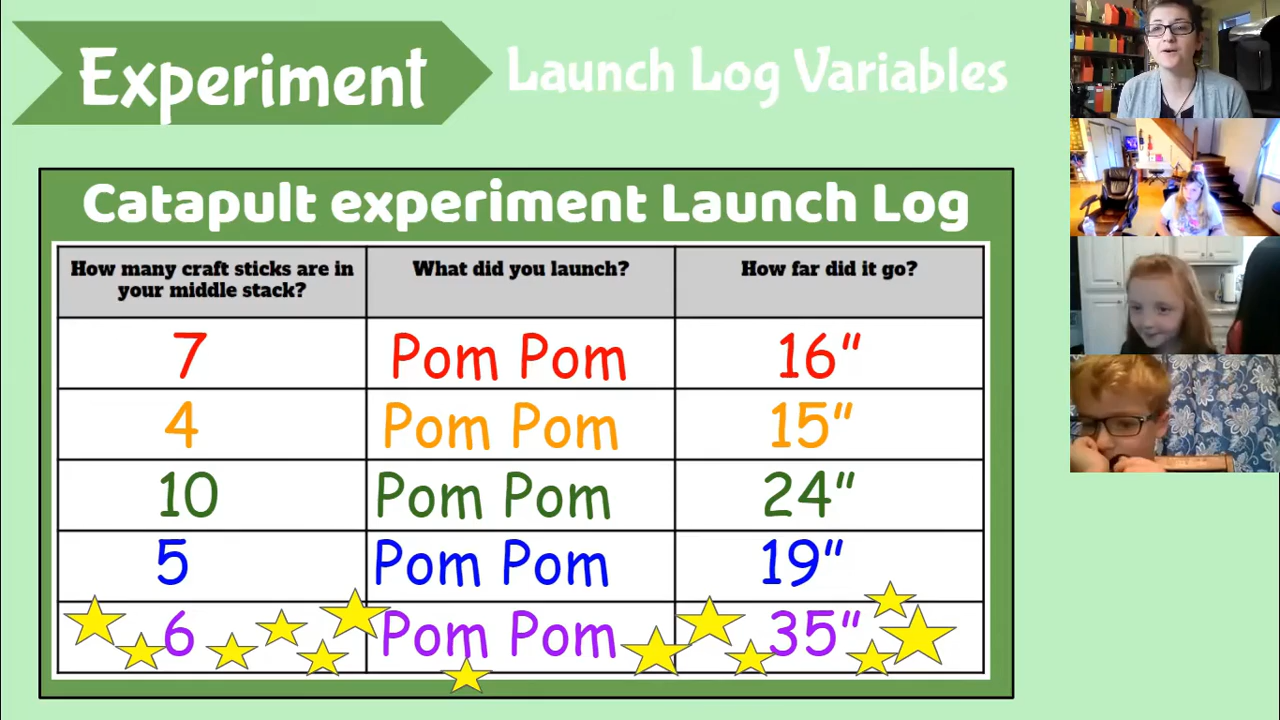 Experiment
Launch Log Variables
Catapult experiment Launch Log
How many craft sticks are in
your middle stack?
What did you launch?
How far did it go?
7 Pom Pom 16"
4 Pom Pom 15"
10 Pom Pom 24"
5 Pom Pom 19"
6 Pom Pom 35"